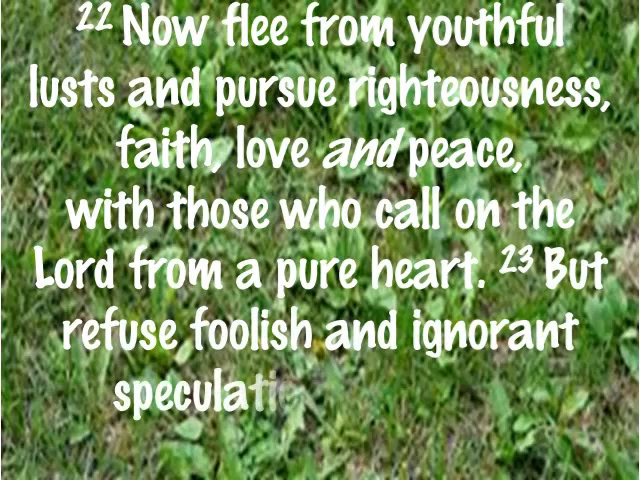 22 Now flee from youthful
lusts and pursue righteousness,
faith, love and peace,
with those who call on the
Lord from a pure heart. 23 But
refuse foolish and ignorant